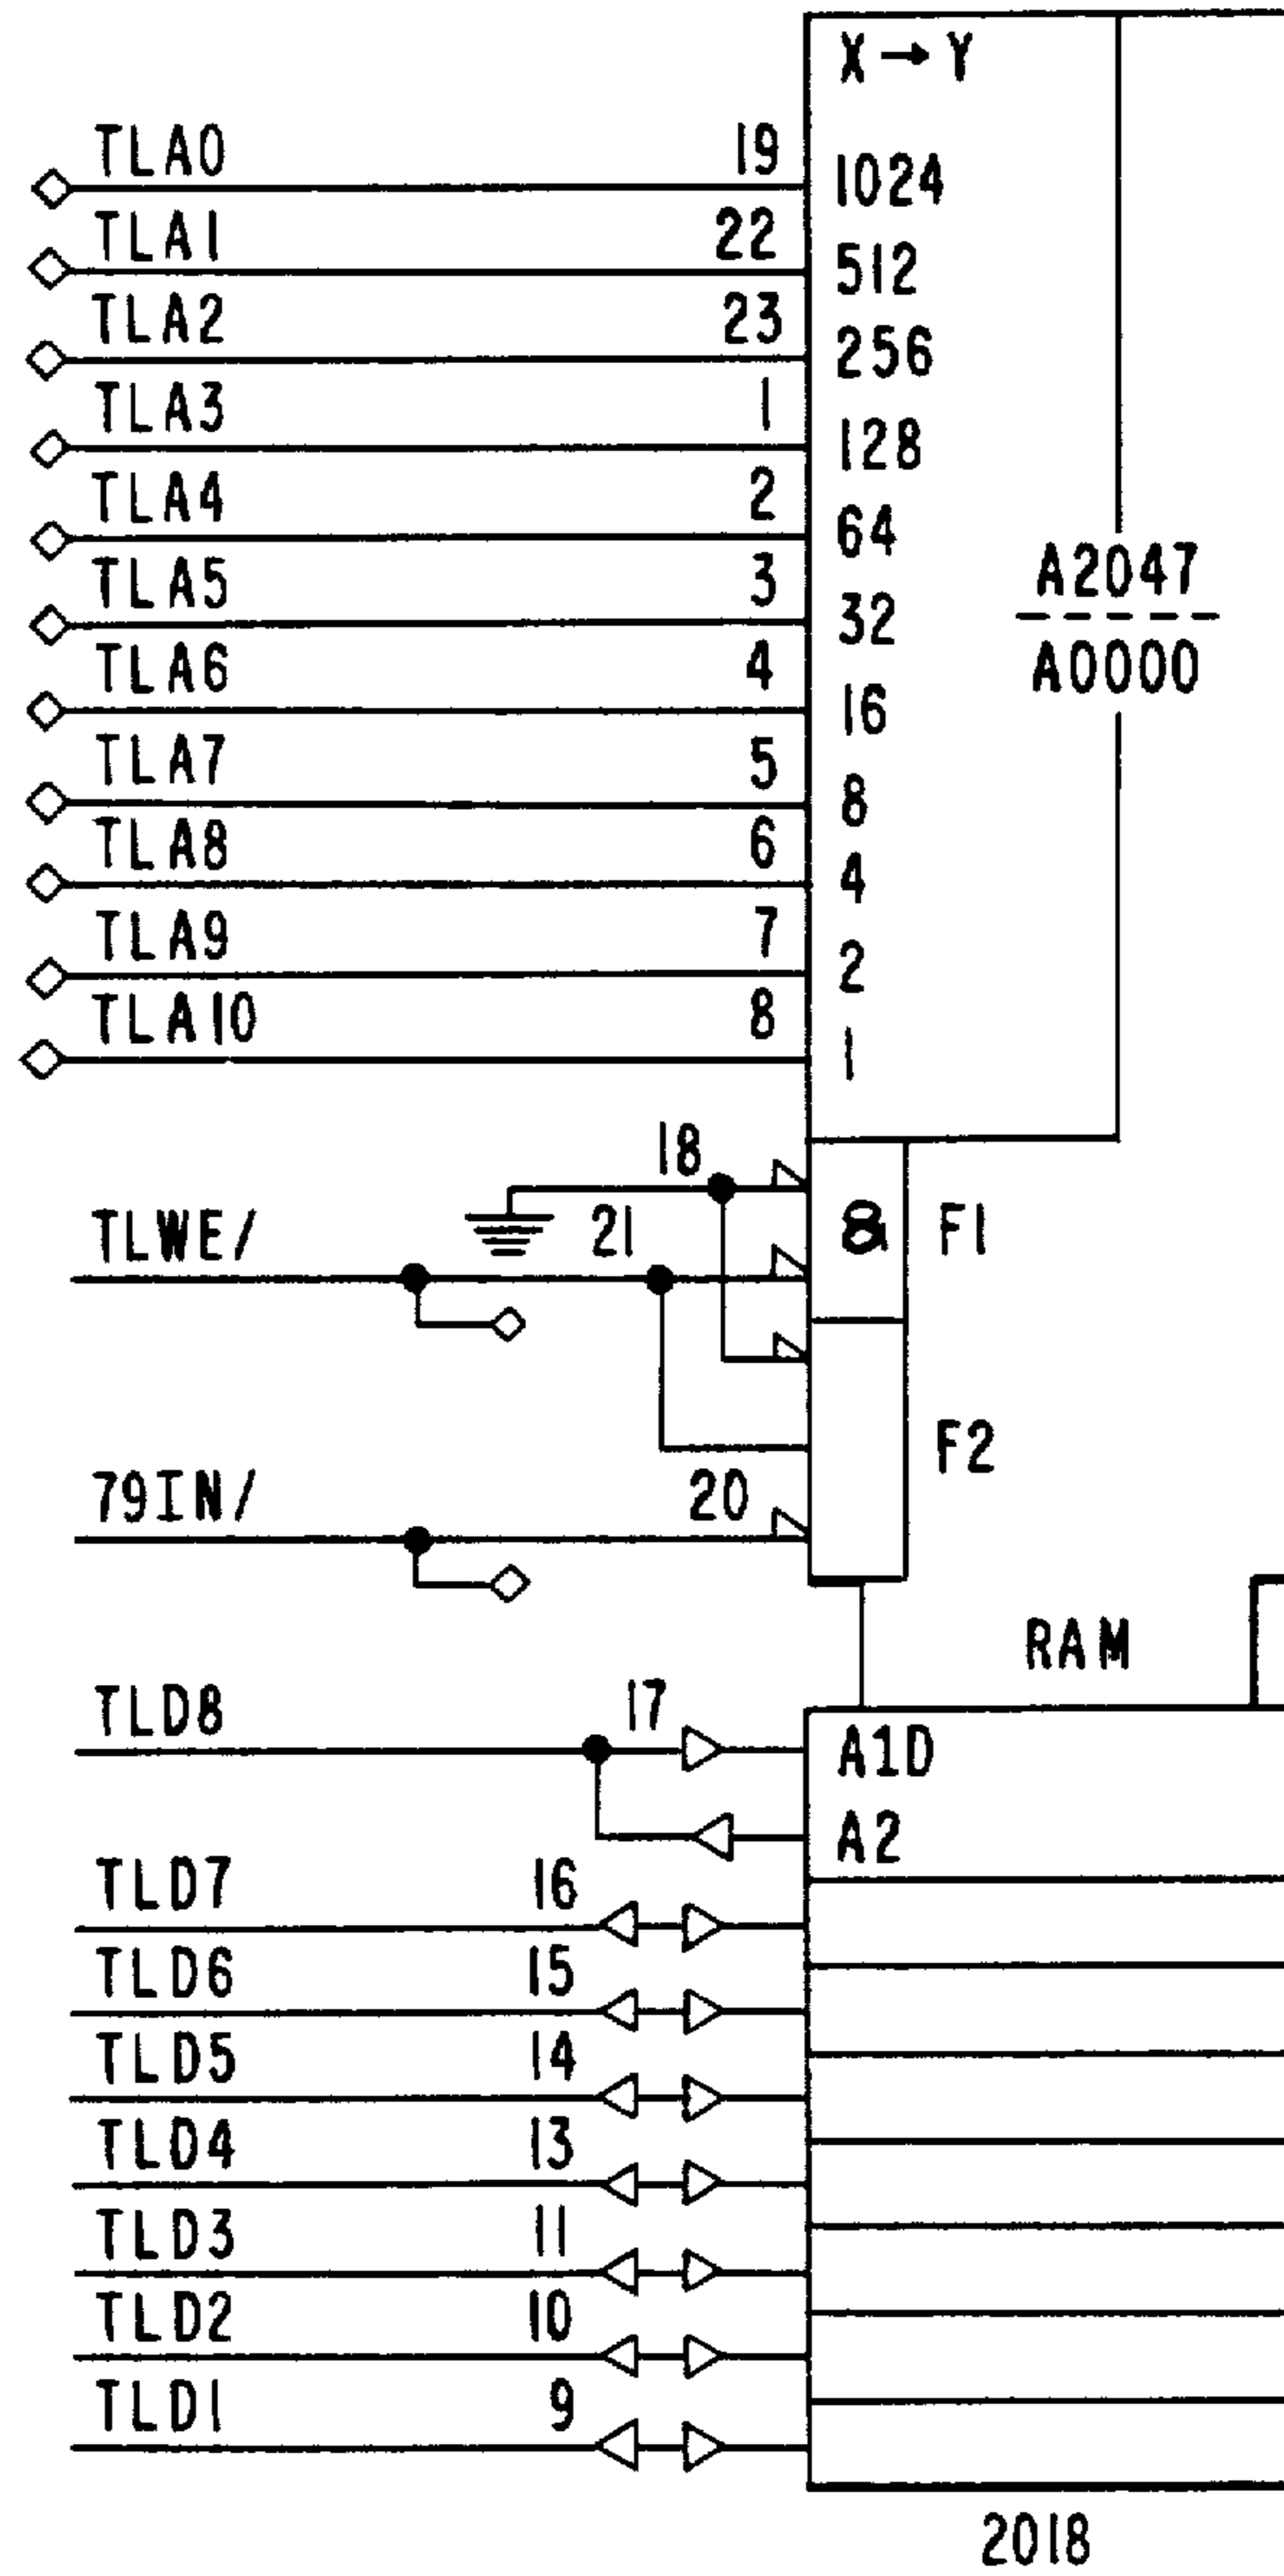 X → Y
TLA0 19 1024
TLA1 22 512
TLA2 23 256
TLA3 1 128
TLA4 2 64
A2047
TLA5 3 32
A0000
TLA6 4 16
TLA7 5 8
TLA8 6 4
TLA9 7 2
TLA10 8 1
18
TLWE/ 21 & F1
F2
79IN/ 20
RAM
TLD8 17 A1D
A2
TLD7 16
TLD6 15
TLD5 14
TLD4 13
TLD3 11
TLD2 10
TLD1 9
2018